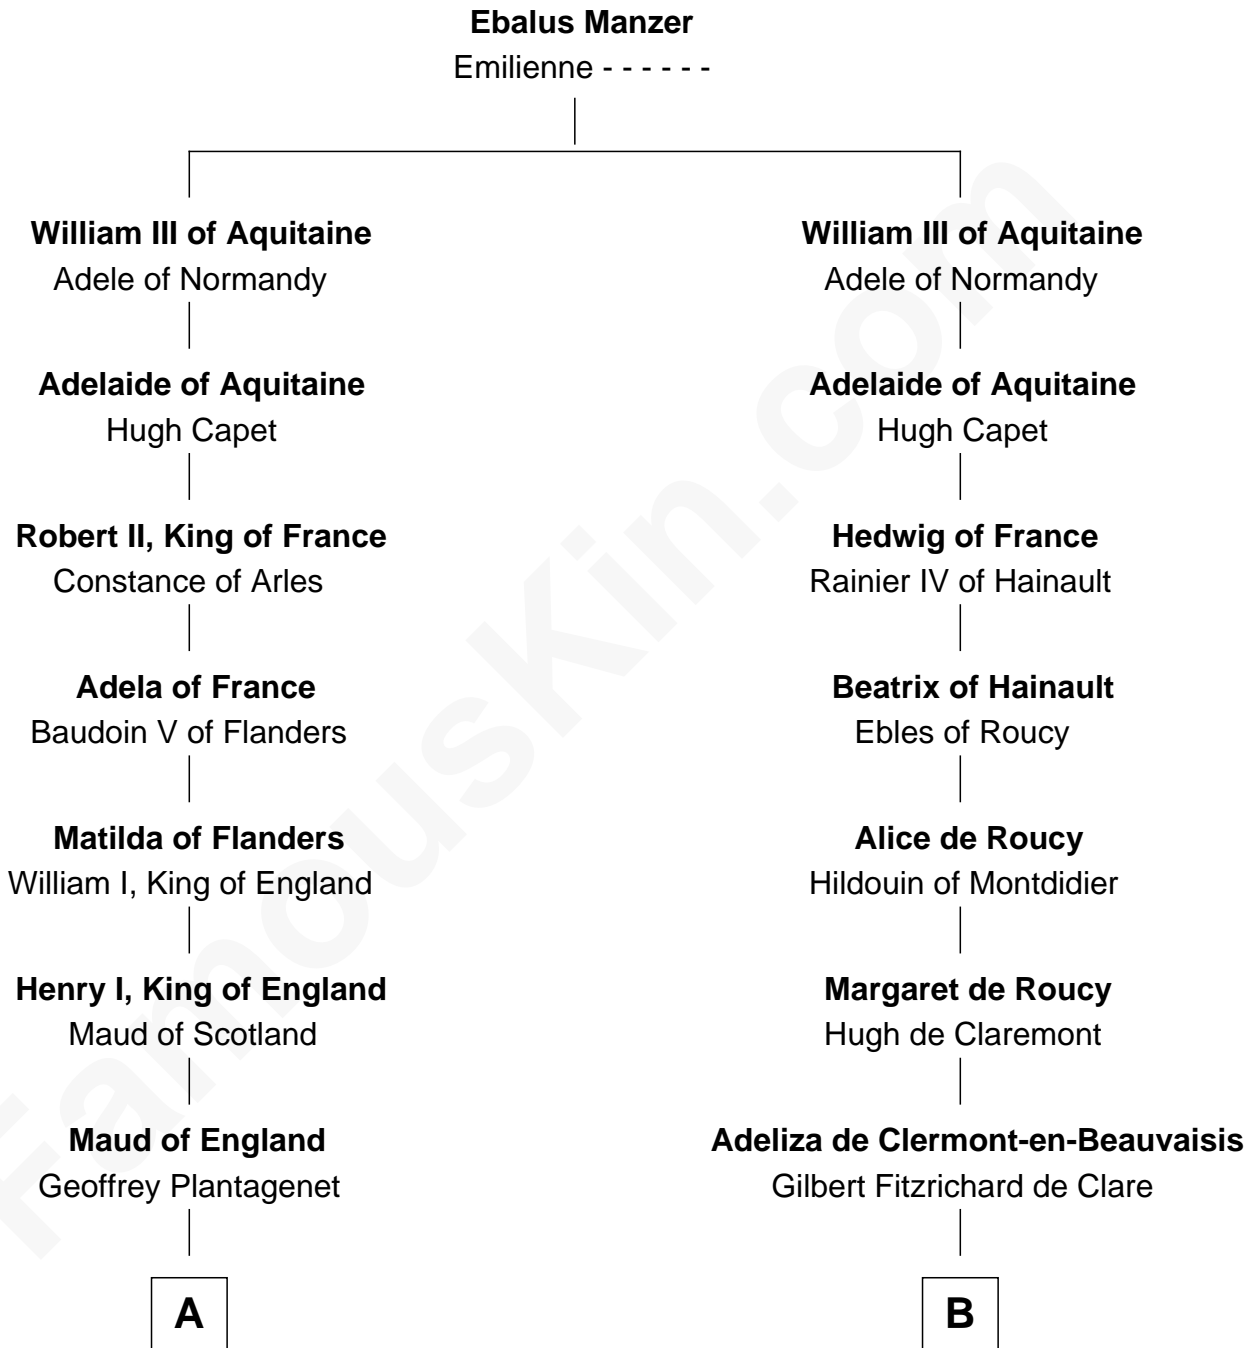 Ebalus Manzer
Emilienne - - - - - -
William III of Aquitaine
Adele of Normandy
Adelaide of Aquitaine
Hugh Capet
Robert II, King of France
Constance of Arles
Adela of France
Baudoin V of Flanders
Matilda of Flanders
William I, King of England
Henry I, King of England
Maud of Scotland
Maud of England
Geoffrey Plantagenet
A
William III of Aquitaine
Adele of Normandy
Adelaide of Aquitaine
Hugh Capet
Hedwig of France
Rainier IV of Hainault
Beatrix of Hainault
Ebles of Roucy
Alice de Roucy
Hildouin of Montdidier
Margaret de Roucy
Hugh de Claremont
Adeliza de Clermont-en-Beauvaisis
Gilbert Fitzrichard de Clare
B
FamousKin.com